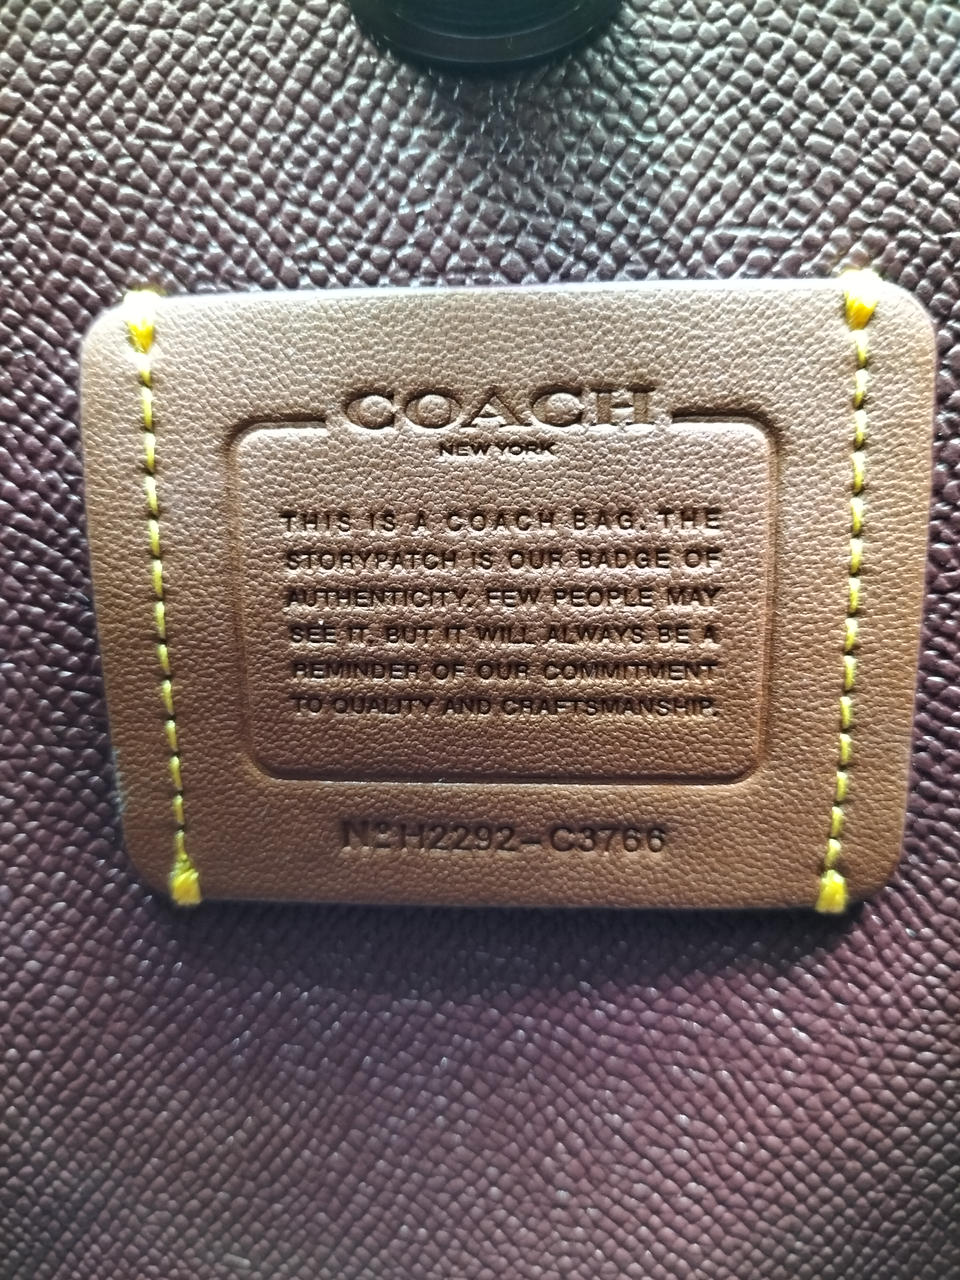 COACH
NEW YORK
THIS IS A COACH BAG. THE
STORYPATCH IS OUR BADGE OF
AUTHENTICITY. FEW PEOPLE MAY
SEE IT, BUT IT WILL ALWAYS BE A
REMINDER OF OUR COMMITMENT
TO QUALITY AND CRAFTSMANSHIP.
Nº H2292-C3766